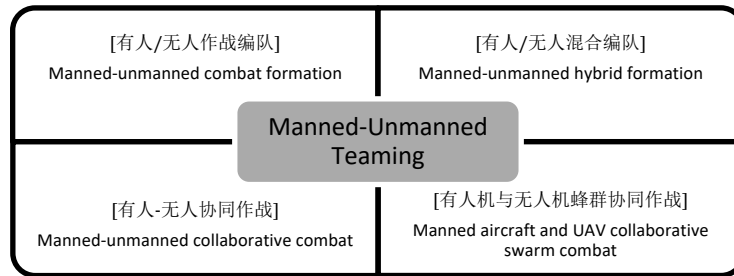 [有人/无人作战编队]
Manned-unmanned combat formation
[有人/无人混合编队]
Manned-unmanned hybrid formation
Manned-Unmanned
Teaming
[有人-无人协同作战]
Manned-unmanned collaborative combat
[有人机与无人机蜂群协同作战]
Manned aircraft and UAV collaborative
swarm combat